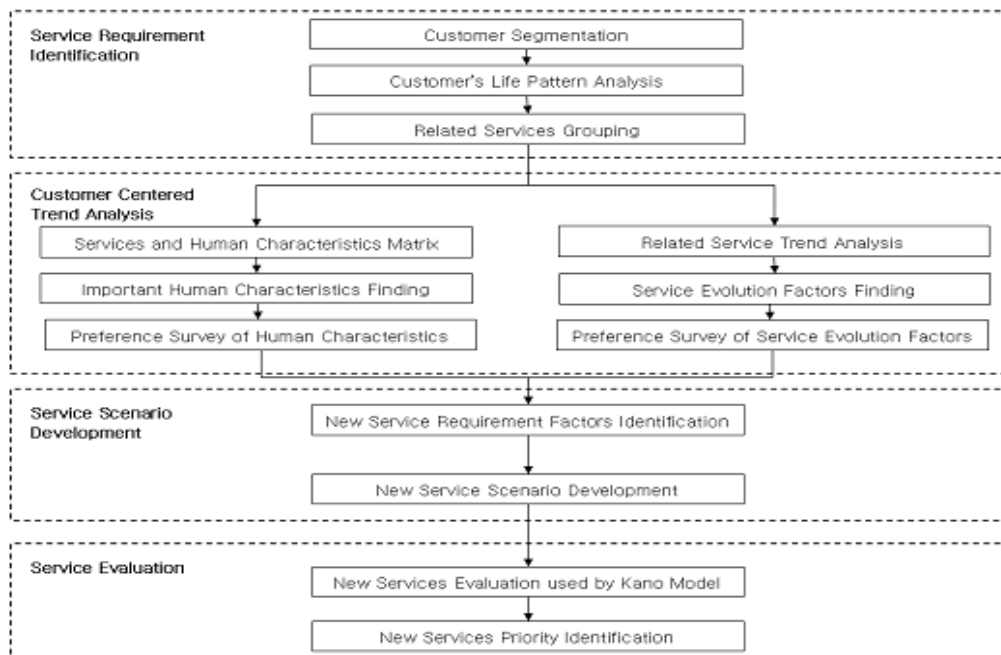 Service Requirement
Identification
Customer Segmentation
Customer's Life Pattern Analysis
Related Services Grouping
Customer Centered
Trend Analysis
Services and Human Characteristics Matrix
Important Human Characteristics Finding
Preference Survey of Human Characteristics
Related Service Trend Analysis
Service Evolution Factors Finding
Preference Survey of Service Evolution Factors
Service Scenario
Development
New Service Requirement Factors Identification
New Service Scenario Development
Service Evaluation
New Services Evaluation used by Kano Model
New Services Priority Identification